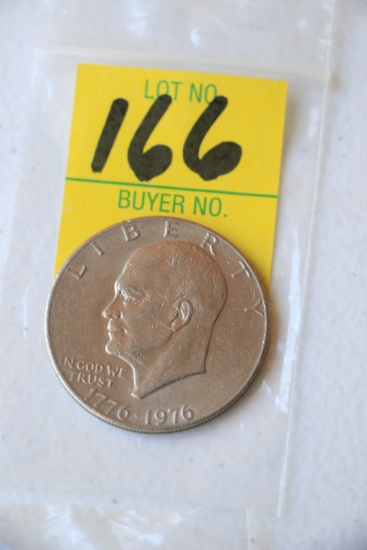 LOT NO.
166
BUYER NO.
LIBERTY
IN GOD WE
TRUST
1776·1976